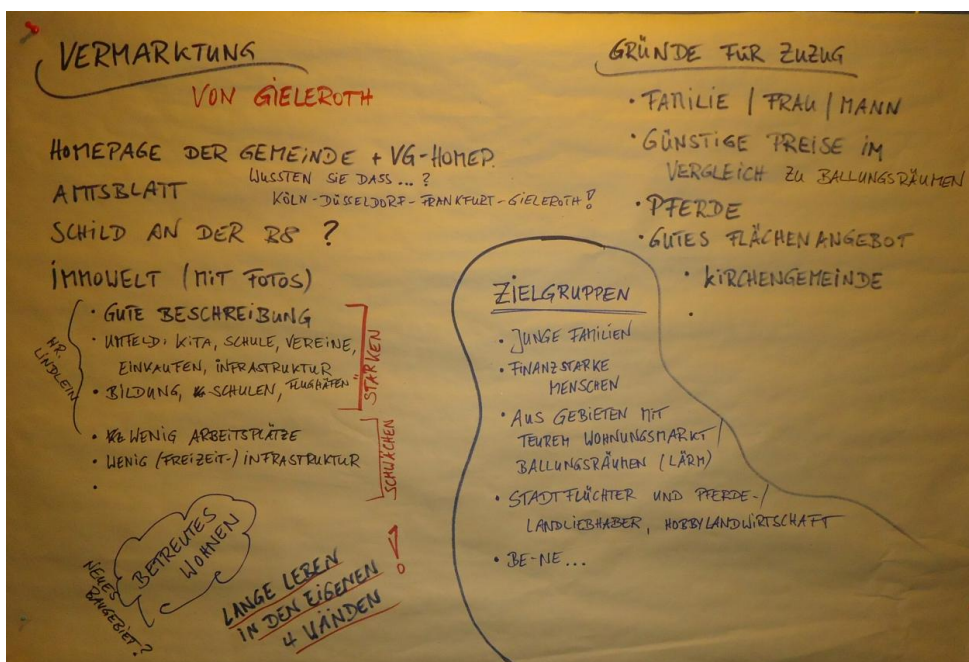 VERMARKTUNG
VON GIELEROTH
HOMEPAGE DER GEMEINDE + VG-HOMEP.
WUSSTEN SIE DASS...?
AMTSBLATT
KÖLN-DÜSSELDORF-FRANKFURT-GIELEROTH!
SCHILD AN DER B8 ?
IMMOWELT (MIT FOTOS)
HR. LINDLEIN
• GUTE BESCHREIBUNG
• UMFELD: KITA, SCHULE, VEREINE,
EINKAUFEN, INFRASTRUKTUR
• BILDUNG, SCHULEN, "FLUGHÄFEN"
STÄRKEN
• WENIG ARBEITSPLÄTZE
• WENIG (FREIZEIT-) INFRASTRUKTUR
•
SCHWÄCHEN
BETREUTES
WOHNEN
NEUES
BAUGEBIET?
LANGE LEBEN
IN DEN EIGENEN
4 WÄNDEN
!
GRÜNDE FÜR ZUZUG
• FAMILIE / FRAU / MANN
• GÜNSTIGE PREISE IM
VERGLEICH ZU BALLUNGSRÄUMEN
• PFERDE
• GUTES FLÄCHENANGEBOT
• KIRCHENGEMEINDE
•
ZIELGRUPPEN
• JUNGE FAMILIEN
• FINANZSTARKE
MENSCHEN
• AUS GEBIETEN MIT
TEUREM WOHNUNGSMARKT/
BALLUNGSRÄUMEN (LÄRM)
• STADTFLÜCHTER UND PFERDE-/
LANDLIEBHABER, HOBBYLANDWIRTSCHAFT
• BE-NE...